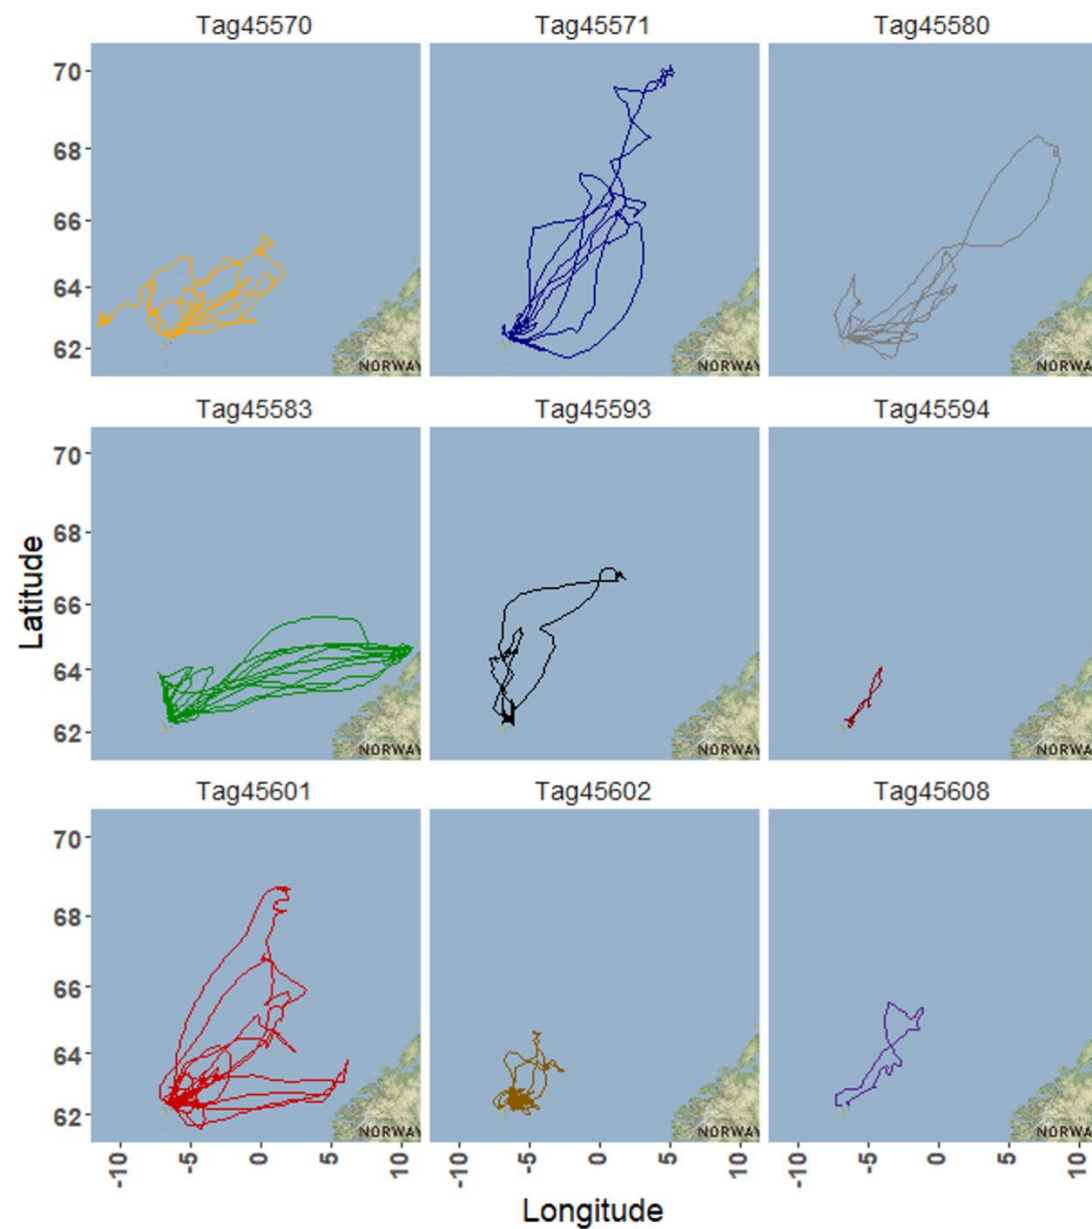 Tag45570 Tag45571 Tag45580
70
68
66
64
62
NORWAY NORWAY NORWAY
Tag45583 Tag45593 Tag45594
70
68
66
64
62
NORWAY NORWAY NORWAY
Tag45601 Tag45602 Tag45608
70
68
66
64
62
NORWAY NORWAY NORWAY
Latitude
-10 -5 0 5 10 -10 -5 0 5 10 -10 -5 0 5 10
Longitude